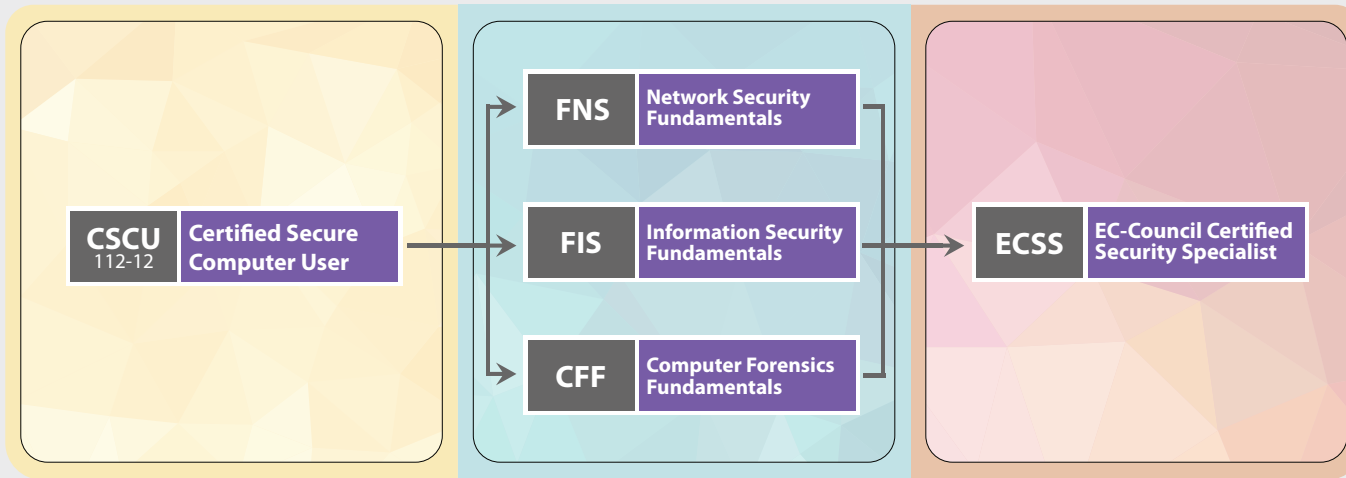 CSCU
112-12
Certified Secure
Computer User
FNS
Network Security
Fundamentals
FIS
Information Security
Fundamentals
CFF
Computer Forensics
Fundamentals
ECSS
EC-Council Certified
Security Specialist